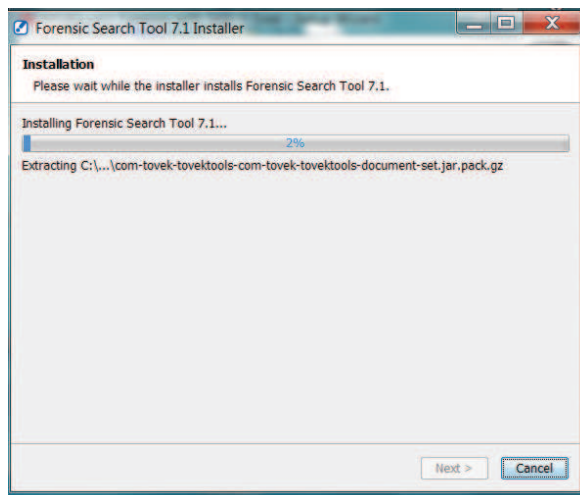 Forensic Search Tool 7.1 Installer
Installation
Please wait while the installer installs Forensic Search Tool 7.1.
Installing Forensic Search Tool 7.1...
2%
Extracting C:\...\com-tovek-tovektools-com-tovek-tovektools-document-set.jar.pack.gz
Next >
Cancel